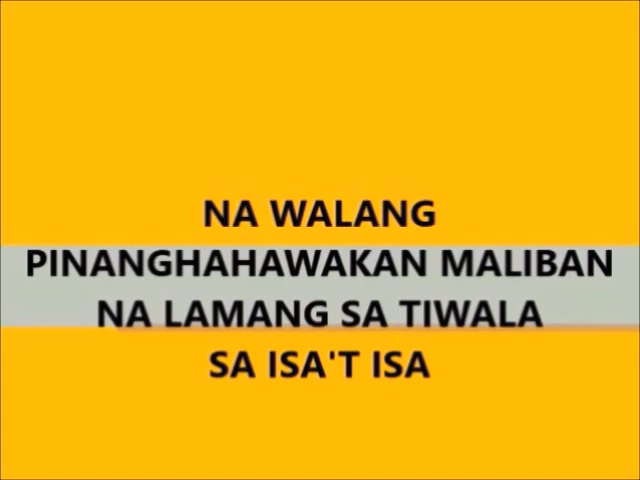 NA WALANG
PINANGHAHAWAKAN MALIBAN
NA LAMANG SA TIWALA
SA ISA'T ISA